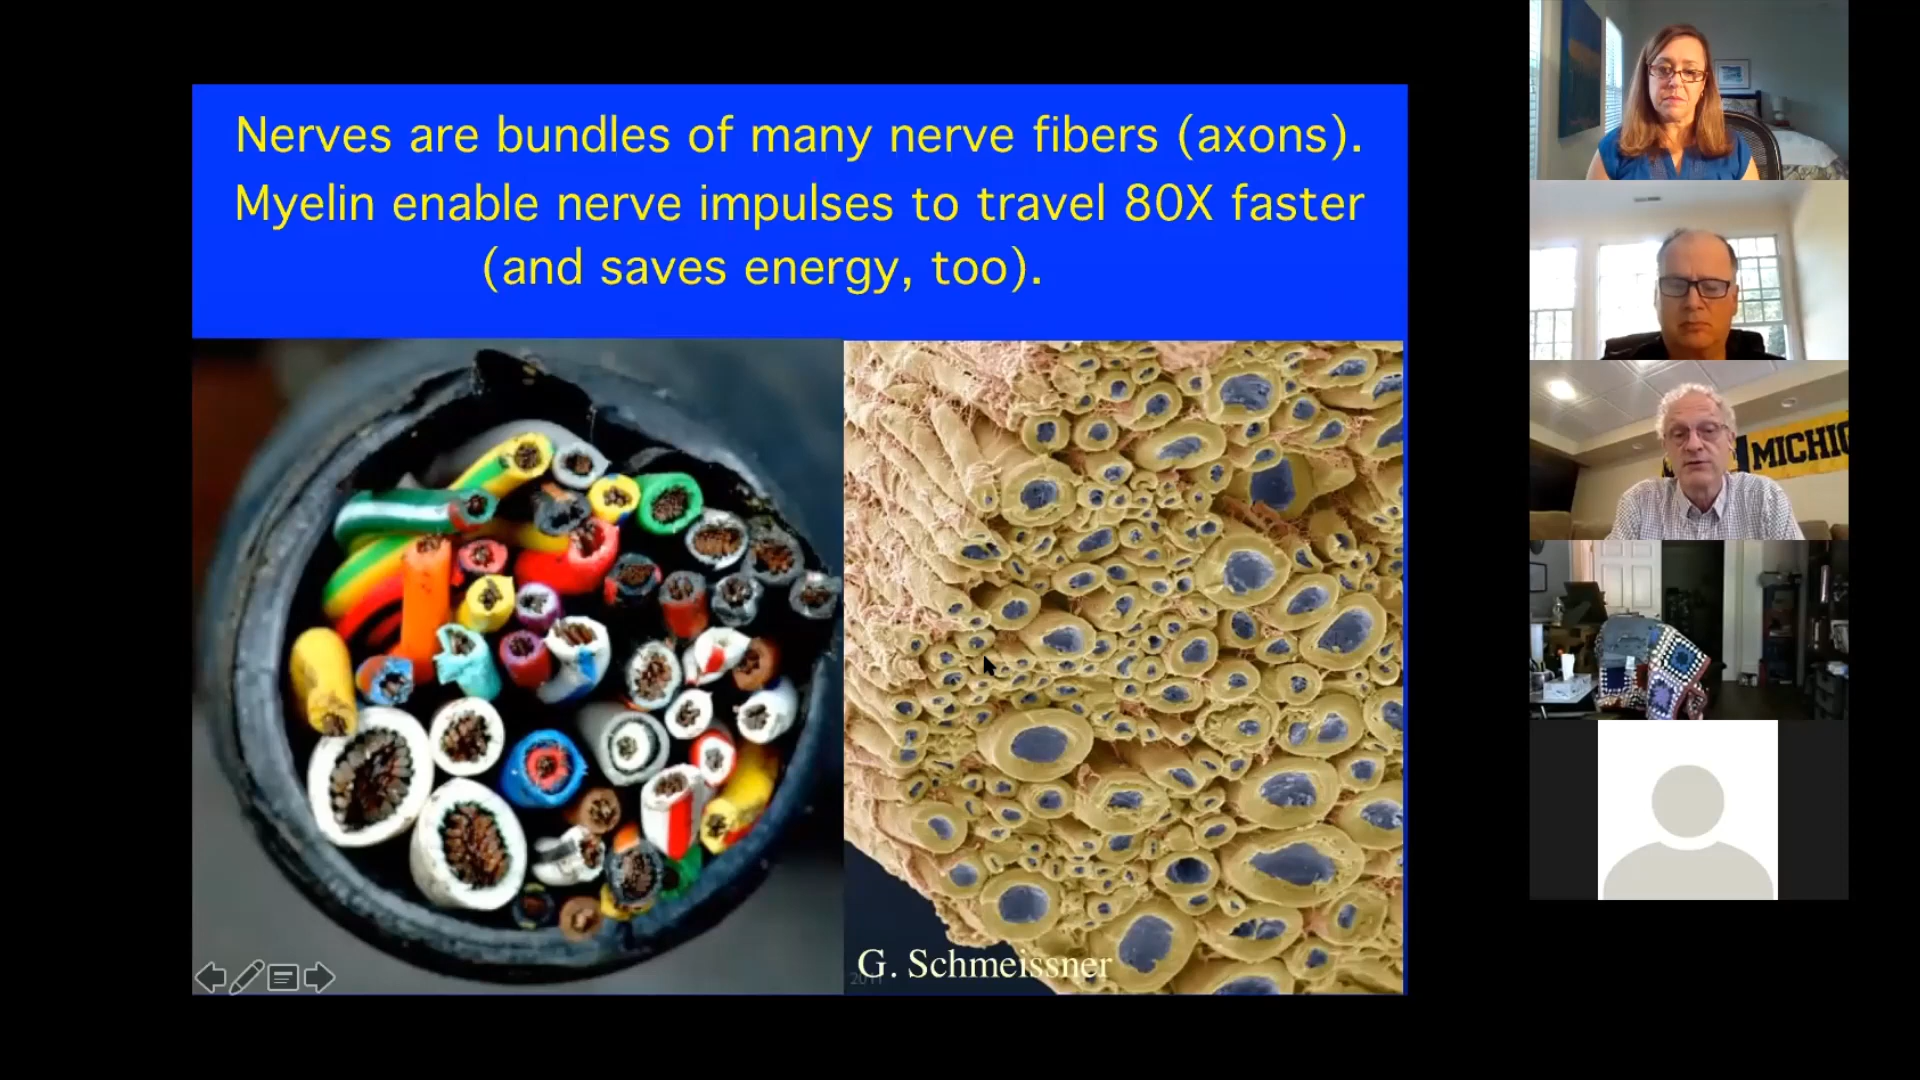 Nerves are bundles of many nerve fibers (axons).
Myelin enable nerve impulses to travel 80X faster
(and saves energy, too).
MICHIG
G. Schmeissner
2011